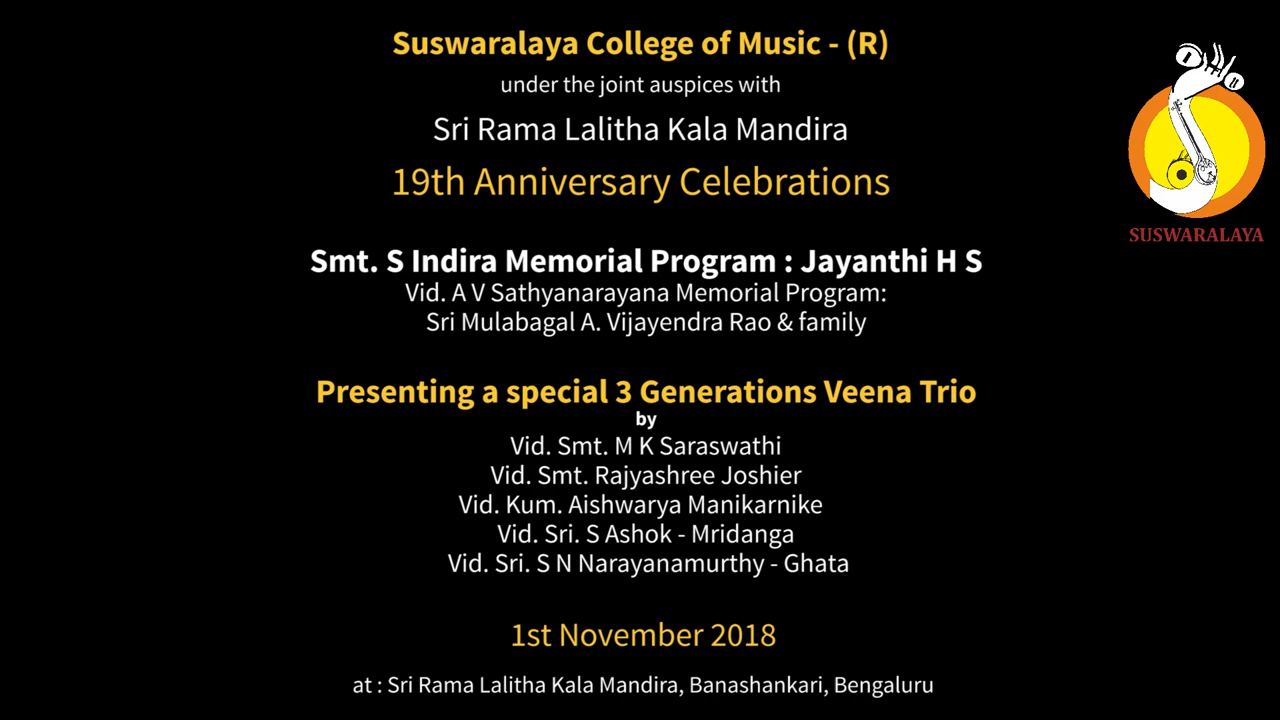 Suswaralaya College of Music - (R)
under the joint auspices with
Sri Rama Lalitha Kala Mandira
19th Anniversary Celebrations
SUSWARALAYA
Smt. S Indira Memorial Program : Jayanthi H S
Vid. A V Sathyanarayana Memorial Program:
Sri Mulabagal A. Vijayendra Rao & family
Presenting a special 3 Generations Veena Trio
by
Vid. Smt. M K Saraswathi
Vid. Smt. Rajyashree Joshier
Vid. Kum. Aishwarya Manikarnike
Vid. Sri. S Ashok - Mridanga
Vid. Sri. S N Narayanamurthy - Ghata
1st November 2018
at : Sri Rama Lalitha Kala Mandira, Banashankari, Bengaluru